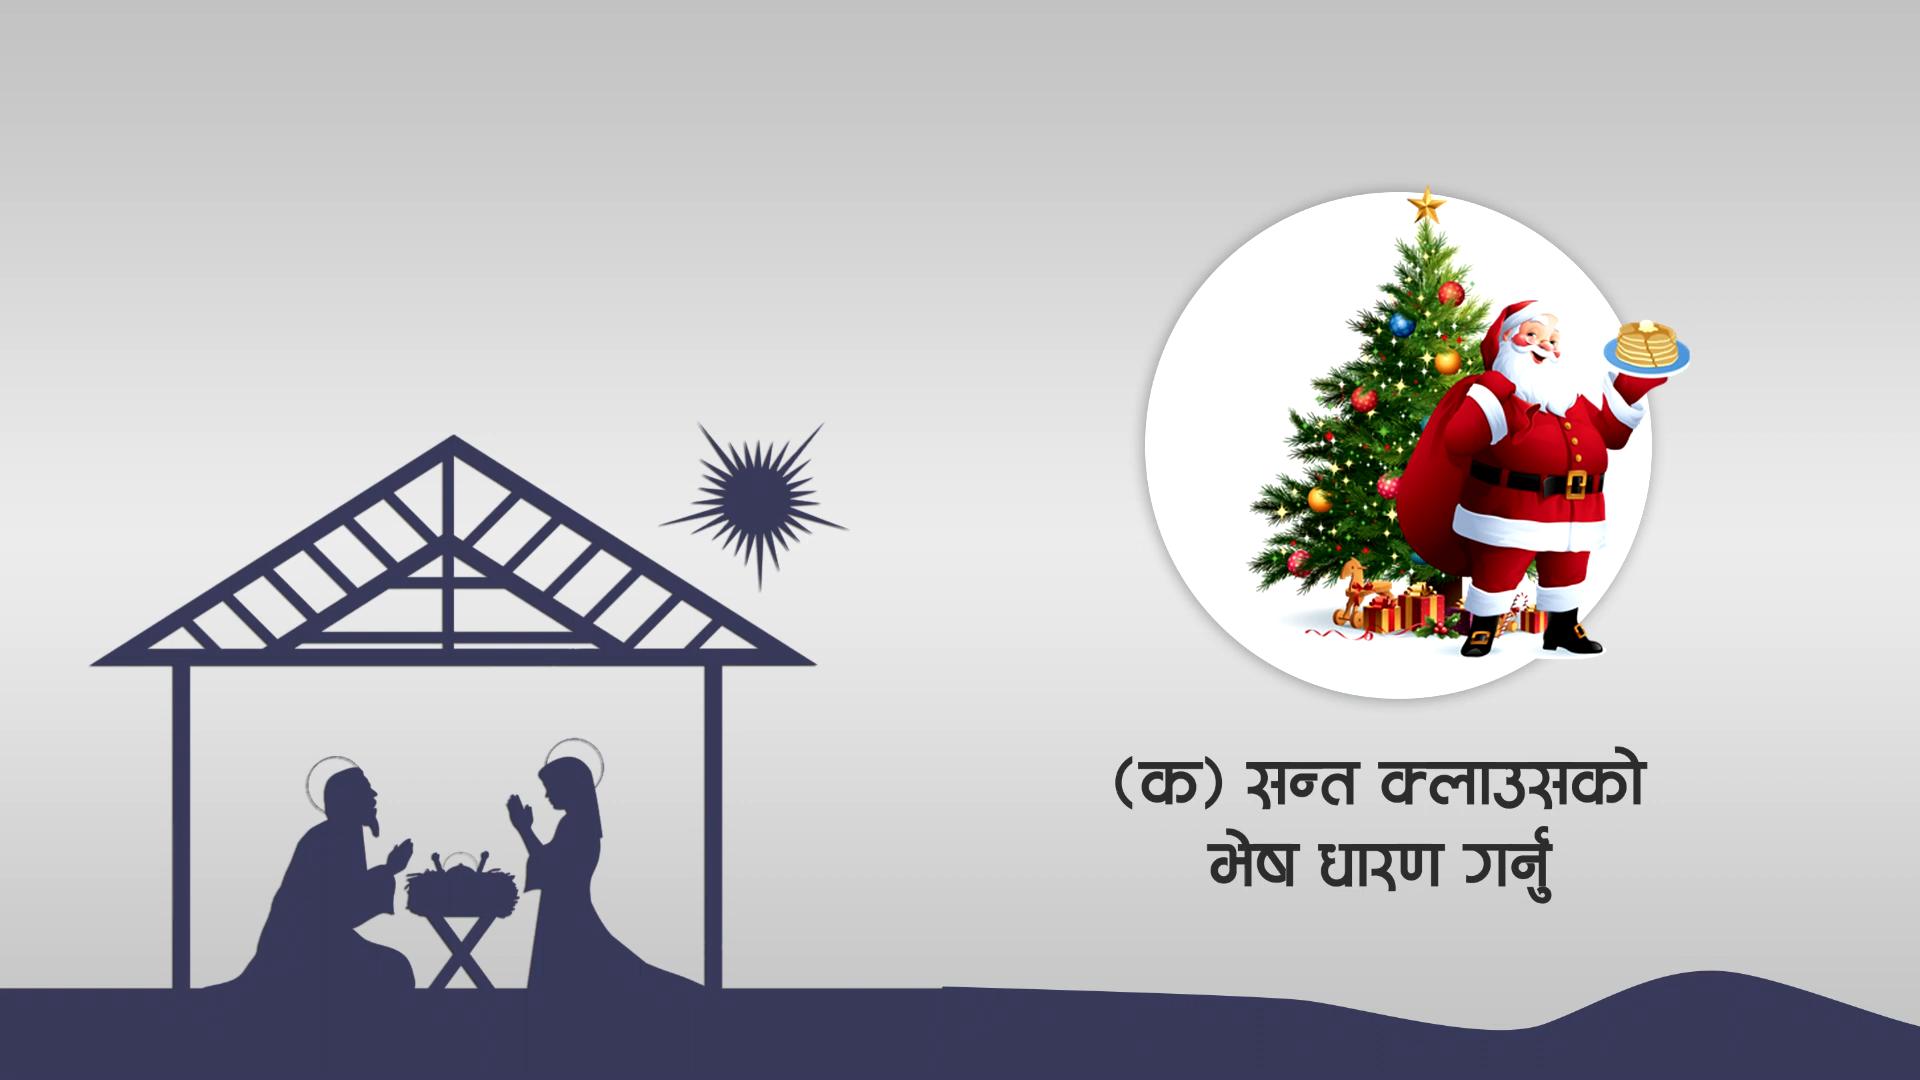 (क) सन्त क्लाउसको
भेष धारण गर्नु